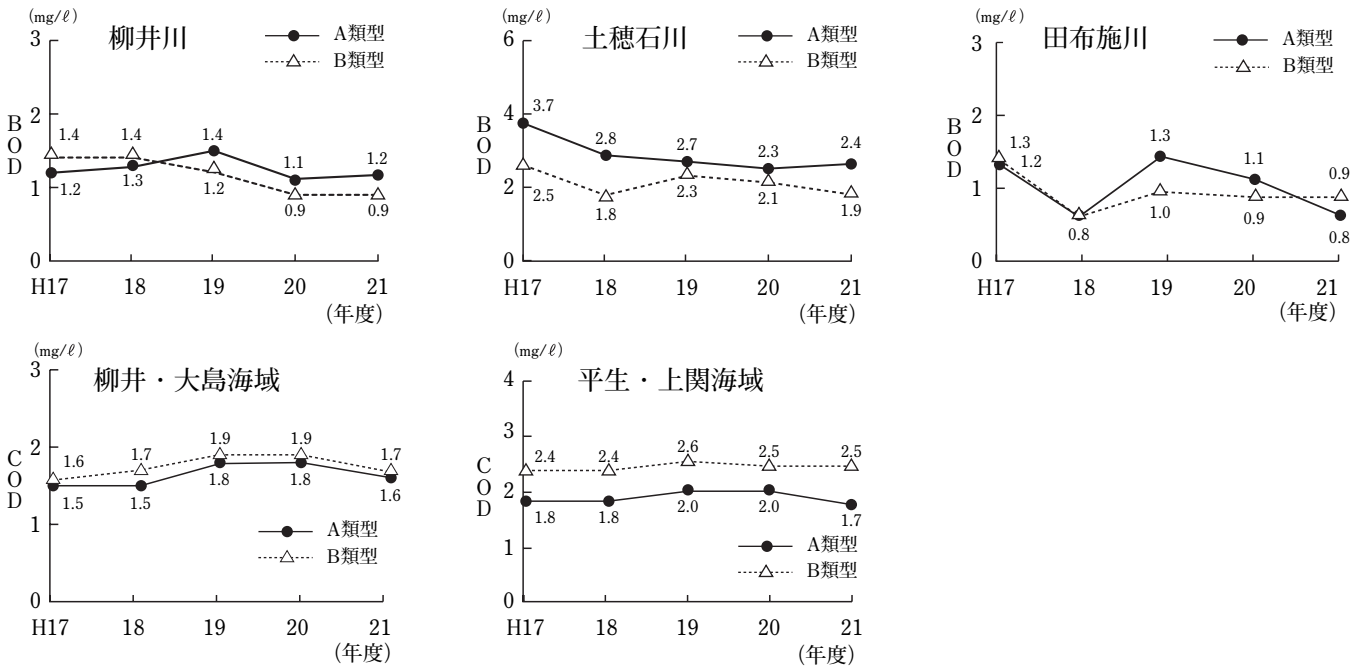 (mg/ℓ)
柳井川
A類型
B類型
BOD
3
2
1
0
1.4
1.4
1.4
1.1
1.2
1.2
1.3
1.2
0.9
0.9
H17 18 19 20 21
(年度)
(mg/ℓ)
土穂石川
A類型
B類型
BOD
6
4
2
0
3.7
2.8
2.7
2.3
2.4
2.5
1.8
2.3
2.1
1.9
H17 18 19 20 21
(年度)
(mg/ℓ)
田布施川
A類型
B類型
BOD
3
2
1
0
1.3
1.2
0.8
1.3
1.1
0.9
1.0
0.9
0.8
H17 18 19 20 21
(年度)
(mg/ℓ)
柳井・大島海域
COD
3
2
1
0
1.6
1.7
1.9
1.9
1.7
1.5
1.5
1.8
1.8
1.6
A類型
B類型
H17 18 19 20 21
(年度)
(mg/ℓ)
平生・上関海域
COD
4
3
2
1
0
2.4
2.4
2.6
2.5
2.5
1.8
1.8
2.0
2.0
1.7
A類型
B類型
H17 18 19 20 21
(年度)